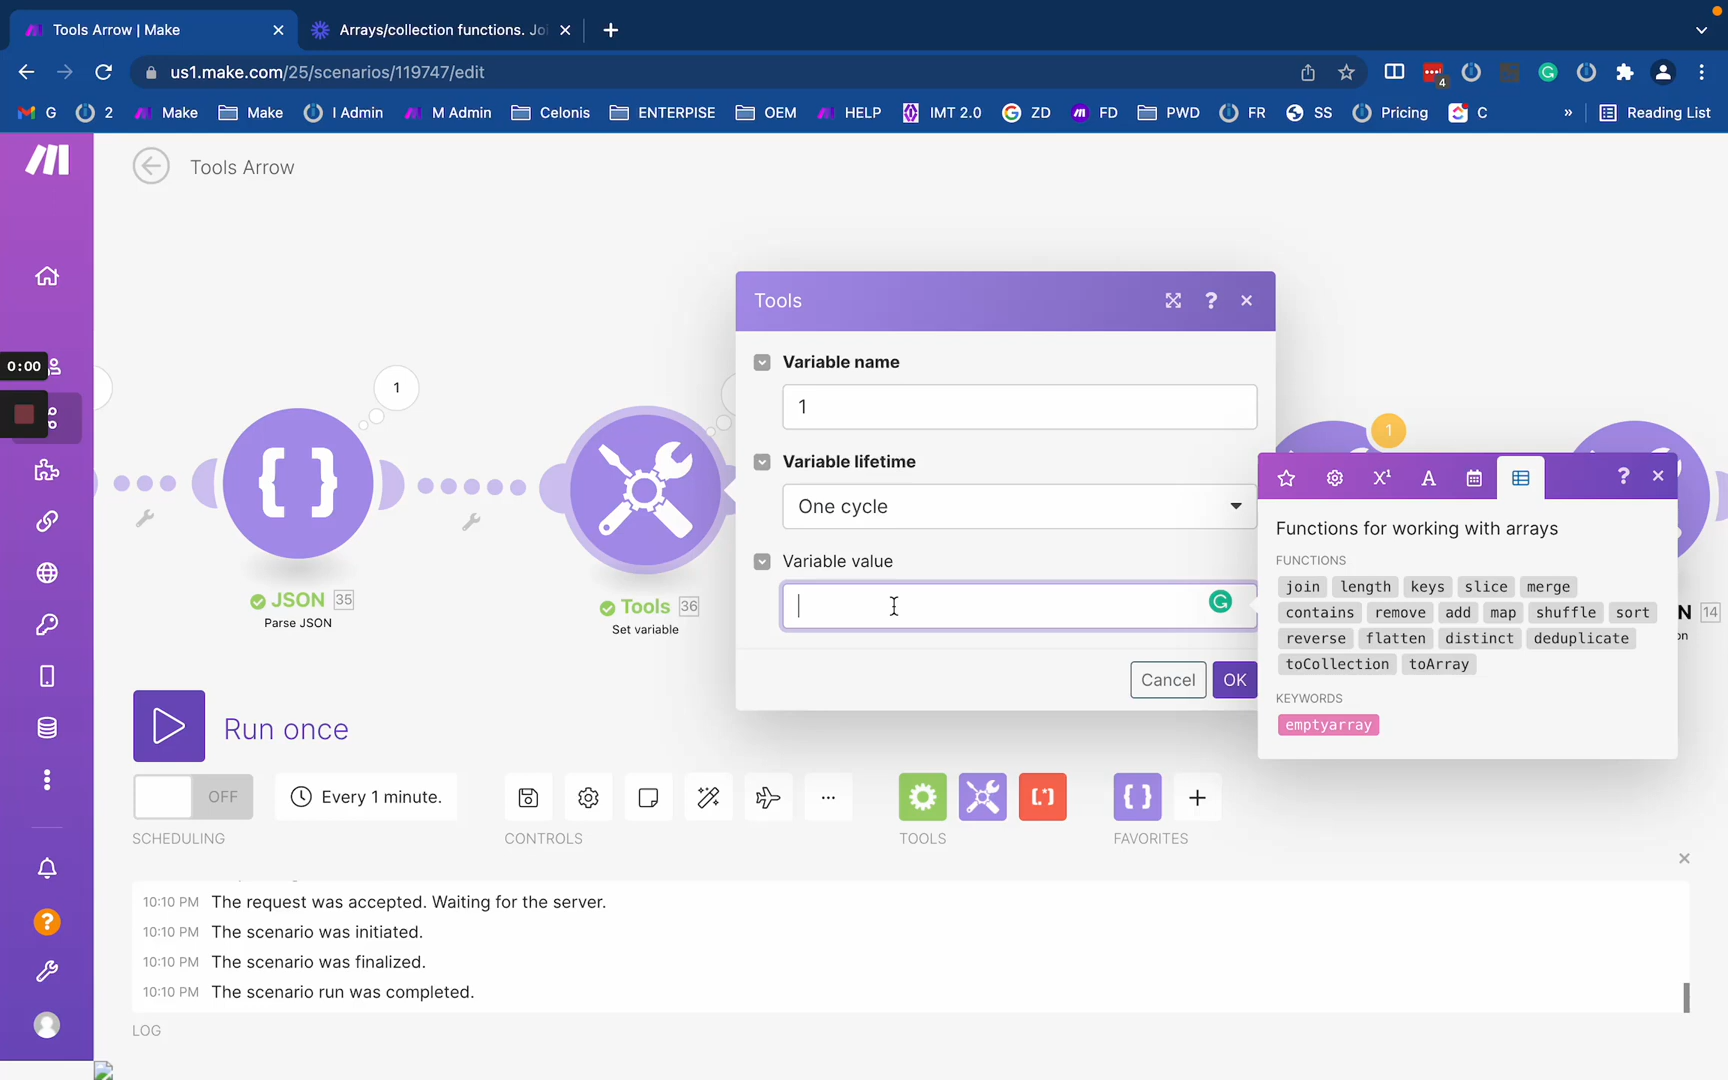 Tools Arrow | Make
Arrays/collection functions. Joi
us1.make.com/25/scenarios/119747/edit
4
G
2
Make
Make
I Admin
M Admin
Celonis
ENTERPISE
OEM
HELP
IMT 2.0
ZD
FD
PWD
FR
SS
Pricing
C
»
Reading List
Tools Arrow
0:00
1
JSON 35
Parse JSON
Tools 36
Set variable
Tools
Variable name
1
Variable lifetime
One cycle
Variable value
Cancel
OK
1
X¹
A
?
Functions for working with arrays
FUNCTIONS
join length keys slice merge
contains remove add map shuffle sort
reverse flatten distinct deduplicate
toCollection toArray
KEYWORDS
emptyarray
N 14
on
Run once
OFF
Every 1 minute.
SCHEDULING
CONTROLS
TOOLS
FAVORITES
10:10 PM The request was accepted. Waiting for the server.
10:10 PM The scenario was initiated.
10:10 PM The scenario was finalized.
10:10 PM The scenario run was completed.
LOG